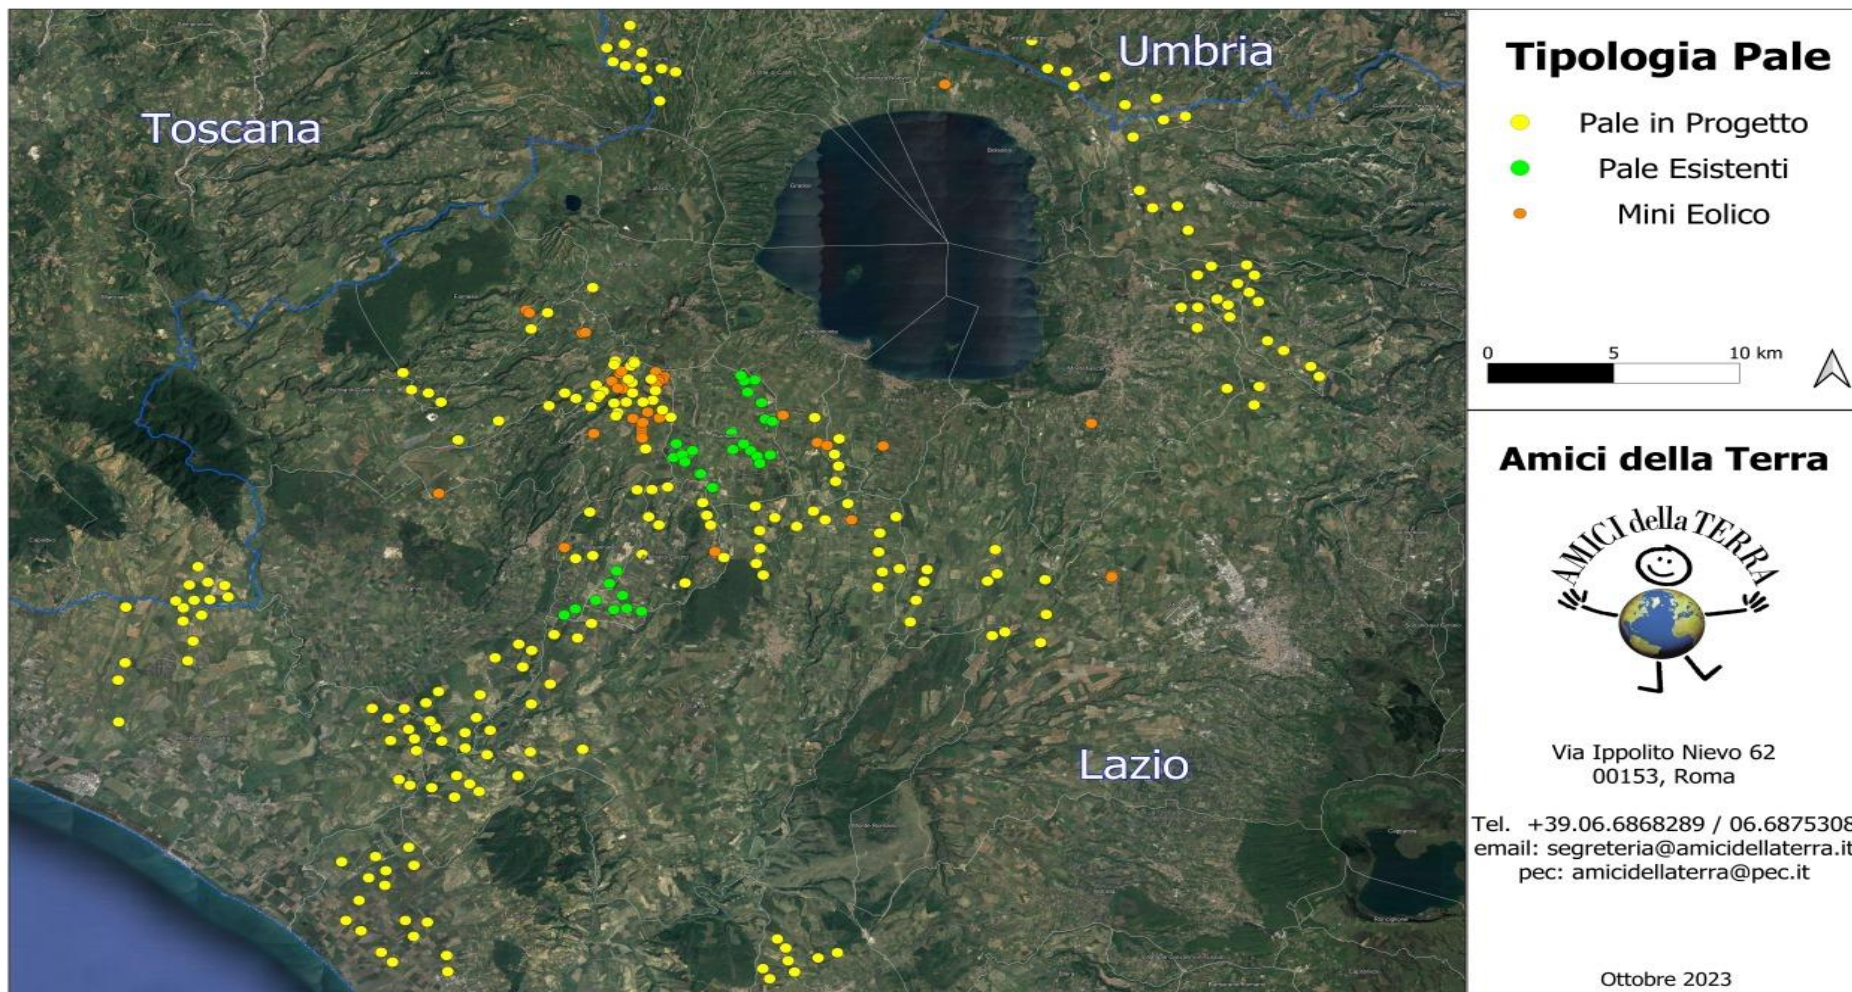 Toscana
Umbria
Lazio
Tipologia Pale
Pale in Progetto
Pale Esistenti
Mini Eolico
0 5 10 km
Amici della Terra
AMICI della TERRA
Via Ippolito Nievo 62
00153, Roma
Tel. +39.06.6868289 / 06.6875308
email: segreteria@amicidellaterra.it
pec: amicidellaterra@pec.it
Ottobre 2023